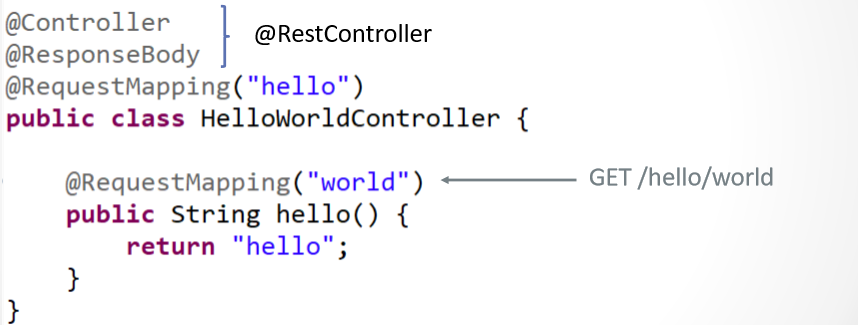 @Controller
@ResponseBody
@RestController
@RequestMapping("hello")
public class HelloWorldController {
@RequestMapping("world")
GET /hello/world
public String hello() {
return "hello";
}
}